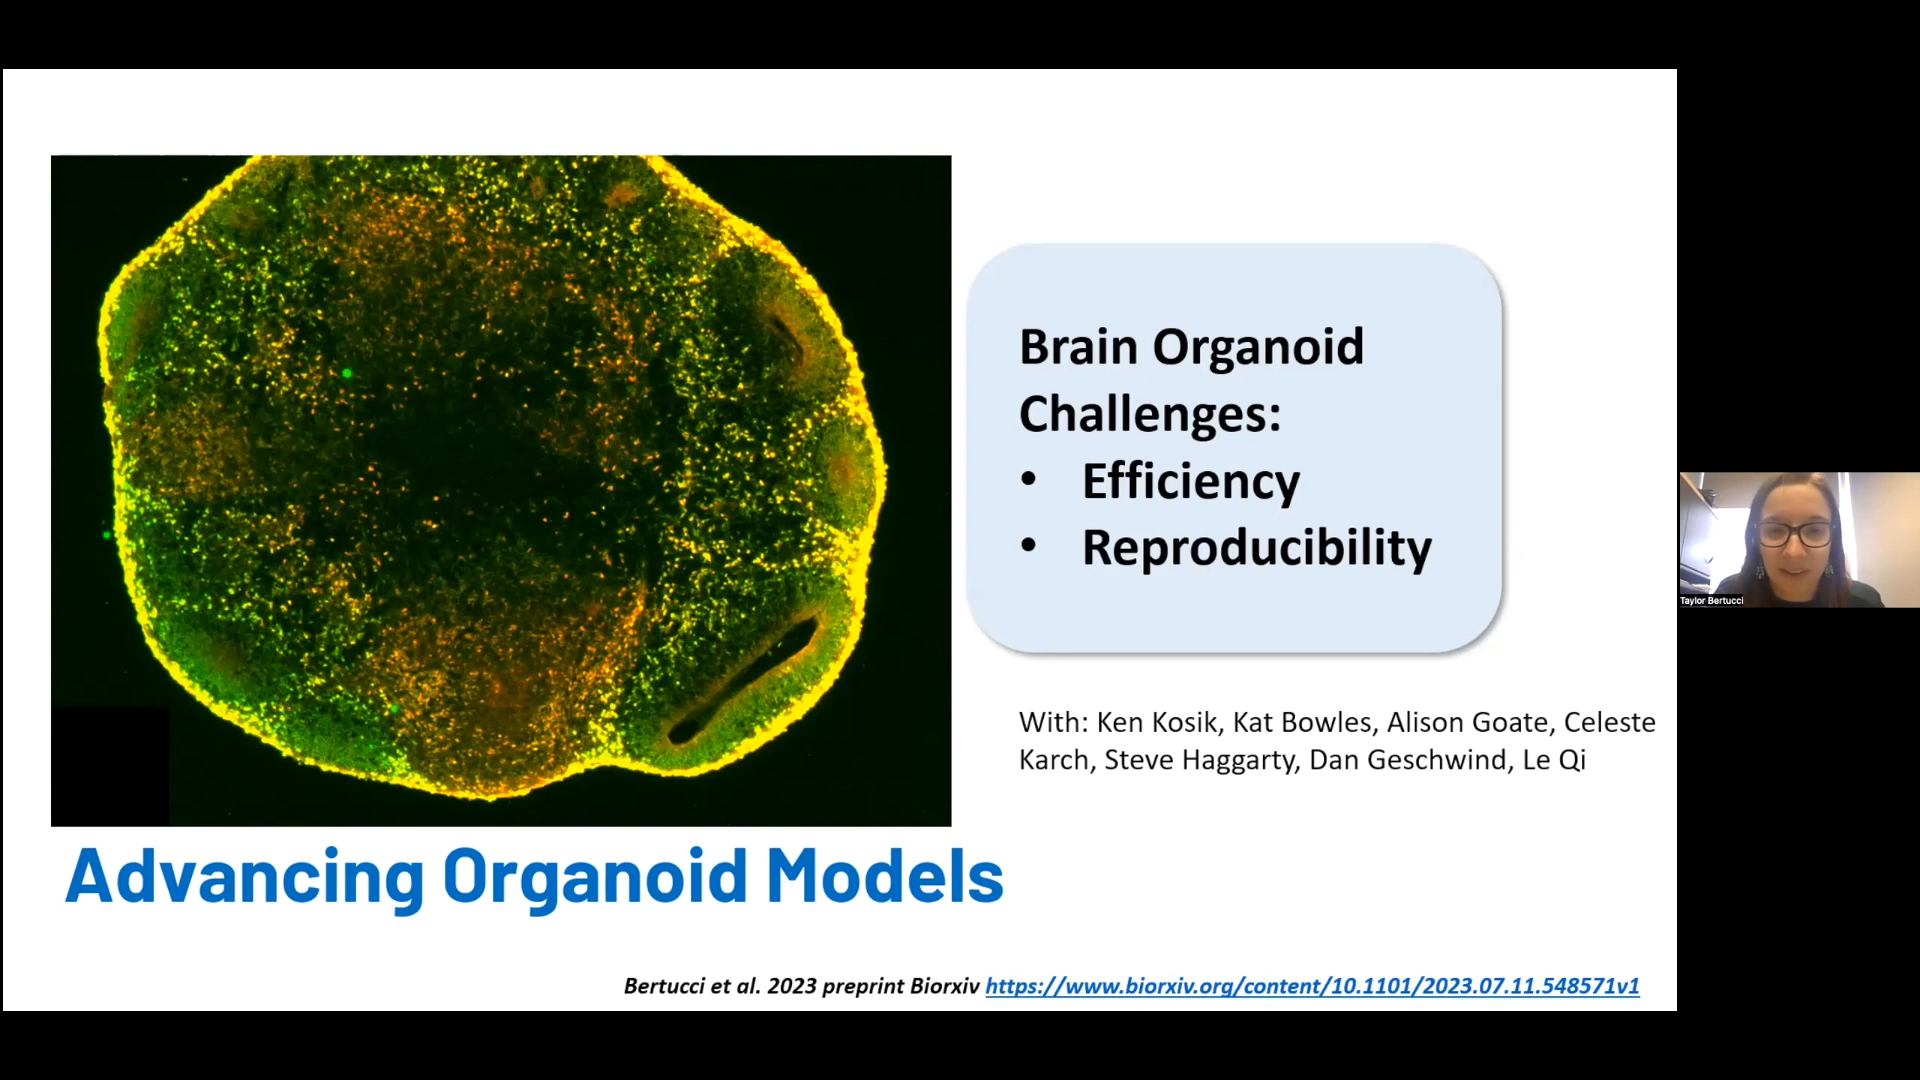 Brain Organoid
Challenges:
• Efficiency
• Reproducibility
With: Ken Kosik, Kat Bowles, Alison Goate, Celeste
Karch, Steve Haggarty, Dan Geschwind, Le Qi
Taylor Bertucci
Advancing Organoid Models
Bertucci et al. 2023 preprint Biorxiv https://www.biorxiv.org/content/10.1101/2023.07.11.548571v1